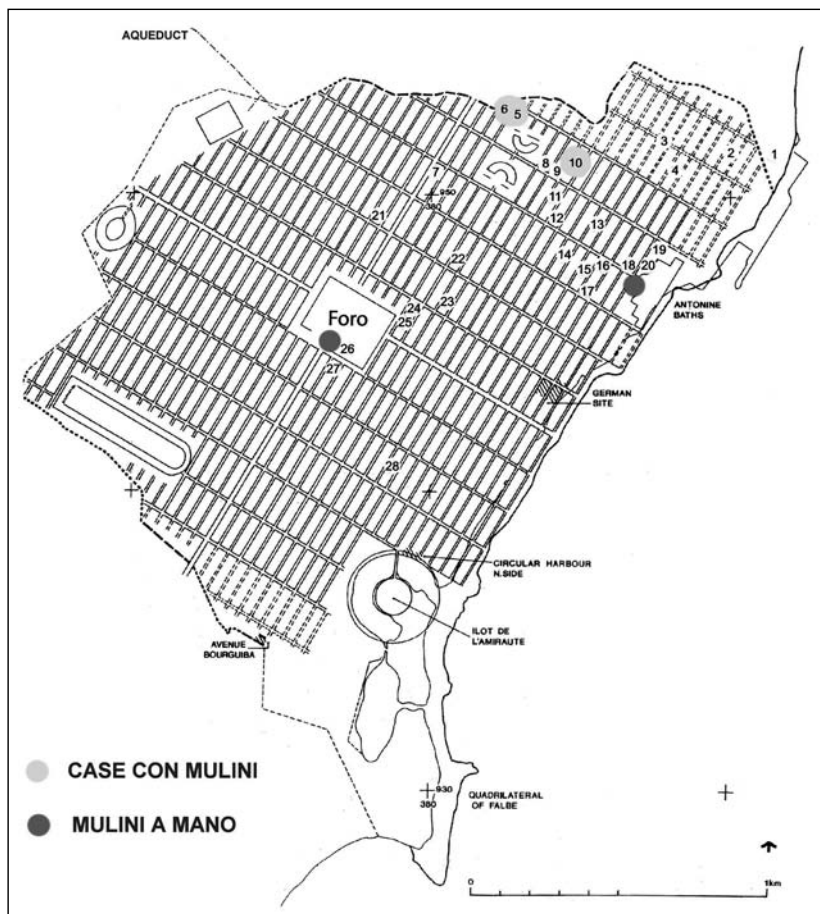 AQUEDUCT
6 5
3 2 1
8 10 4
7 9
950
380 11
21 12 13
14 19
22 15 16 18 20
17
ANTONINE
BATHS
24 23
Foro 25
26
27
GERMAN
SITE
28
CIRCULAR HARBOUR
N.SIDE
ILOT DE
L'AMIRAUTE
AVENUE
BOURGUIBA
CASE CON MULINI
930
380
QUADRILATERAL
OF FALBE
MULINI A MANO
0 1km